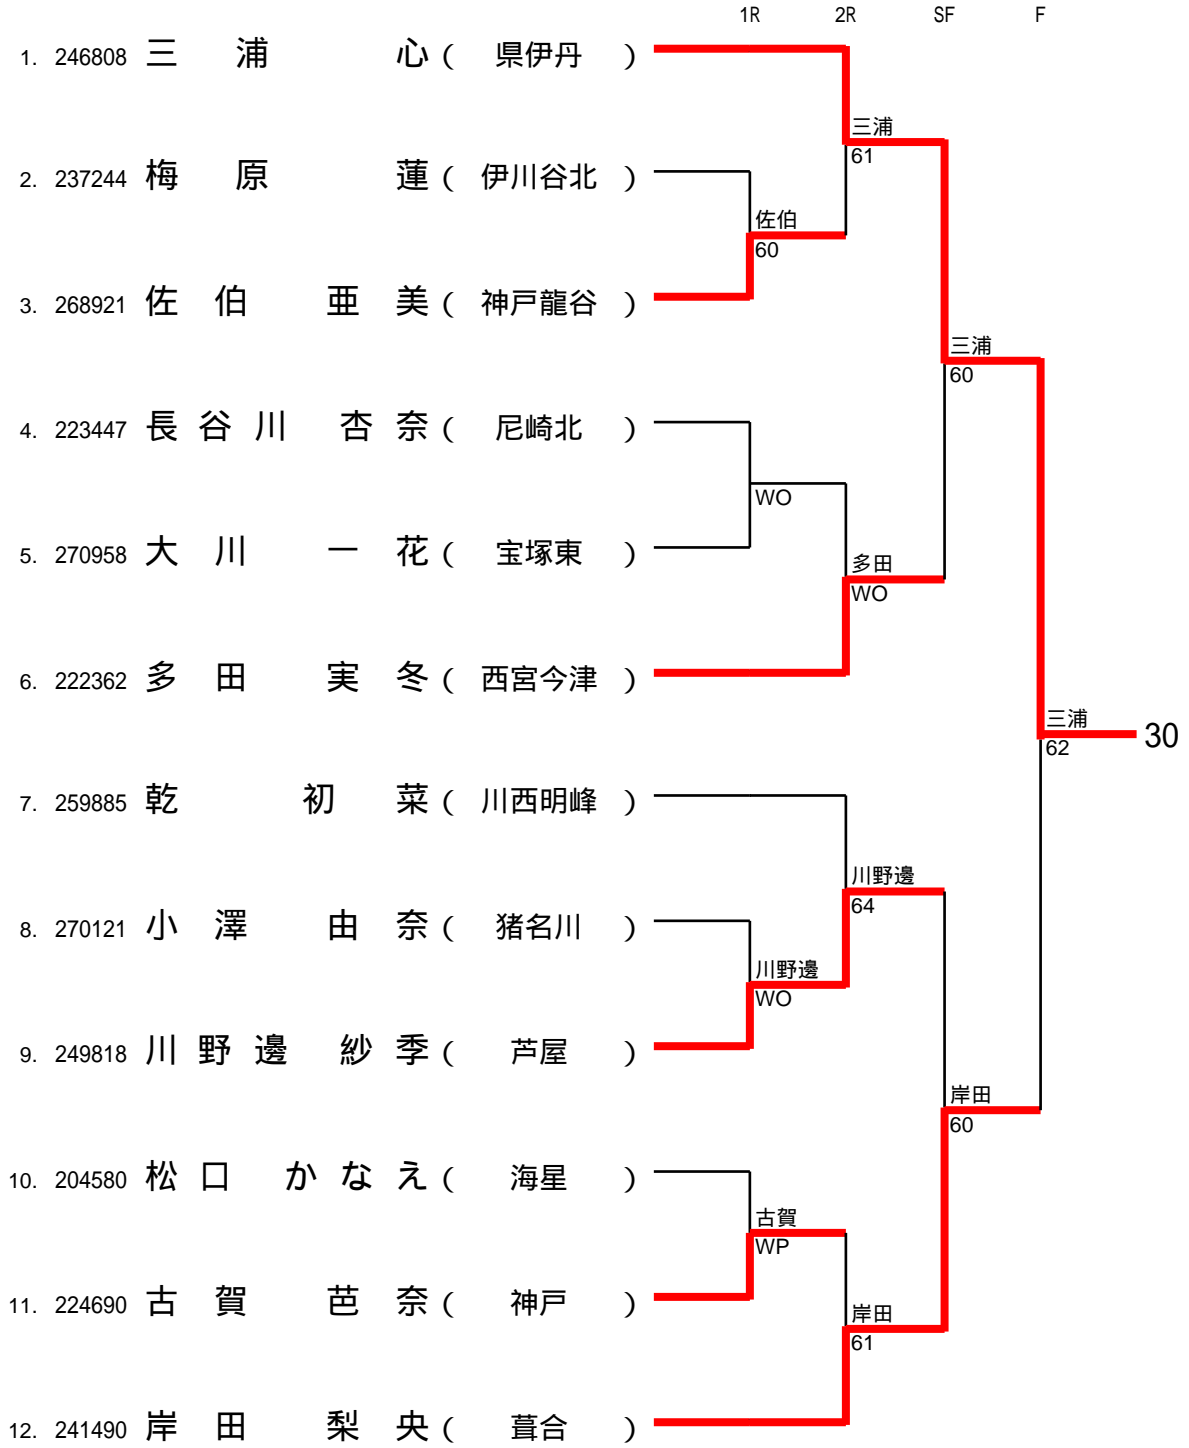 1R 2R SF F
1. 246808 三 浦 心 ( 県伊丹 )
三浦
61
2. 237244 梅 原 蓮 ( 伊川谷北 )
佐伯
60
3. 268921 佐 伯 亜 美 ( 神戸龍谷 )
三浦
60
4. 223447 長 谷 川 杏 奈 ( 尼崎北 )
WO
5. 270958 大 川 一 花 ( 宝塚東 )
多田
WO
6. 222362 多 田 実 冬 ( 西宮今津 )
三浦
62
30
7. 259885 乾 初 菜 ( 川西明峰 )
川野邊
64
8. 270121 小 澤 由 奈 ( 猪名川 )
川野邊
WO
9. 249818 川 野 邊 紗 季 ( 芦屋 )
岸田
60
10. 204580 松 口 か な え ( 海星 )
古賀
WP
11. 224690 古 賀 芭 奈 ( 神戸 )
岸田
61
12. 241490 岸 田 梨 央 ( 葺合 )